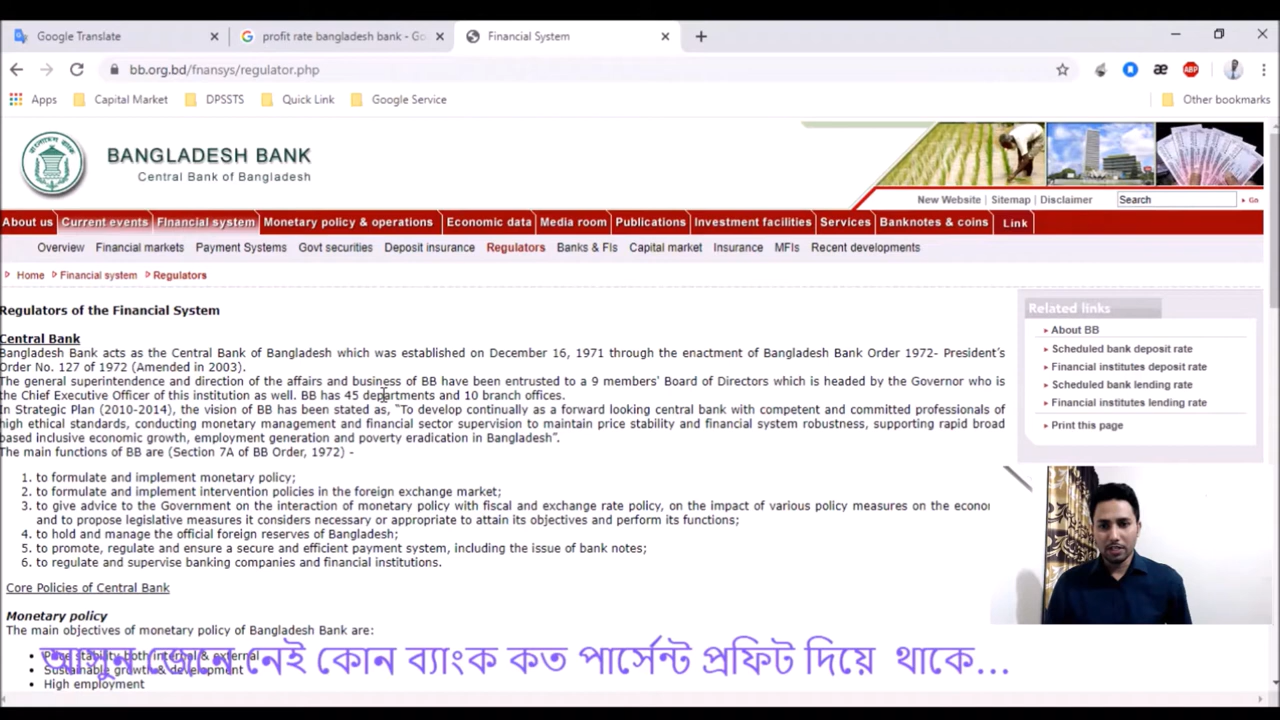 Google Translate
profit rate bangladesh bank - Go
Financial System
bb.org.bd/fnansys/regulator.php
ABP
Apps
Capital Market
DPSSTS
Quick Link
Google Service
Other bookmarks
BANGLADESH BANK
Central Bank of Bangladesh
New Website | Sitemap | Disclaimer
Search
Go
About us
Current events
Financial system
Monetary policy & operations
Economic data
Media room
Publications
Investment facilities
Services
Banknotes & coins
Link
Overview
Financial markets
Payment Systems
Govt securities
Deposit insurance
Regulators
Banks & FIs
Capital market
Insurance
MFIs
Recent developments
Home
Financial system
Regulators
Regulators of the Financial System
Central Bank
Bangladesh Bank acts as the Central Bank of Bangladesh which was established on December 16, 1971 through the enactment of Bangladesh Bank Order 1972- President's
Order No. 127 of 1972 (Amended in 2003).
The general superintendence and direction of the affairs and business of BB have been entrusted to a 9 members' Board of Directors which is headed by the Governor who is
the Chief Executive Officer of this institution as well. BB has 45 departments and 10 branch offices.
In Strategic Plan (2010-2014), the vision of BB has been stated as, "To develop continually as a forward looking central bank with competent and committed professionals of
high ethical standards, conducting monetary management and financial sector supervision to maintain price stability and financial system robustness, supporting rapid broad
based inclusive economic growth, employment generation and poverty eradication in Bangladesh".
The main functions of BB are (Section 7A of BB Order, 1972) -
1. to formulate and implement monetary policy;
2. to formulate and implement intervention policies in the foreign exchange market;
3. to give advice to the Government on the interaction of monetary policy with fiscal and exchange rate policy, on the impact of various policy measures on the econo
and to propose legislative measures it considers necessary or appropriate to attain its objectives and perform its functions;
4. to hold and manage the official foreign reserves of Bangladesh;
5. to promote, regulate and ensure a secure and efficient payment system, including the issue of bank notes;
6. to regulate and supervise banking companies and financial institutions.
Core Policies of Central Bank
Monetary policy
The main objectives of monetary policy of Bangladesh Bank are:
Price stability both internal & external
Sustainable growth & development
High employment
Related links
About BB
Scheduled bank deposit rate
Financial institutes deposit rate
Scheduled bank lending rate
Financial institutes lending rate
Print this page
নেই কোন ব্যাংক কত পার্সেন্ট প্রফিট দিয়ে থাকে...